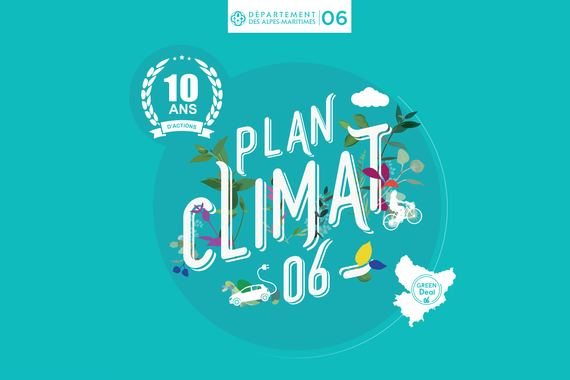 DÉPARTEMENT
DES ALPES MARITIMES
06
10
ANS
D'ACTIONS
PLAN
CLIMAT
06
GREEN
Deal
06